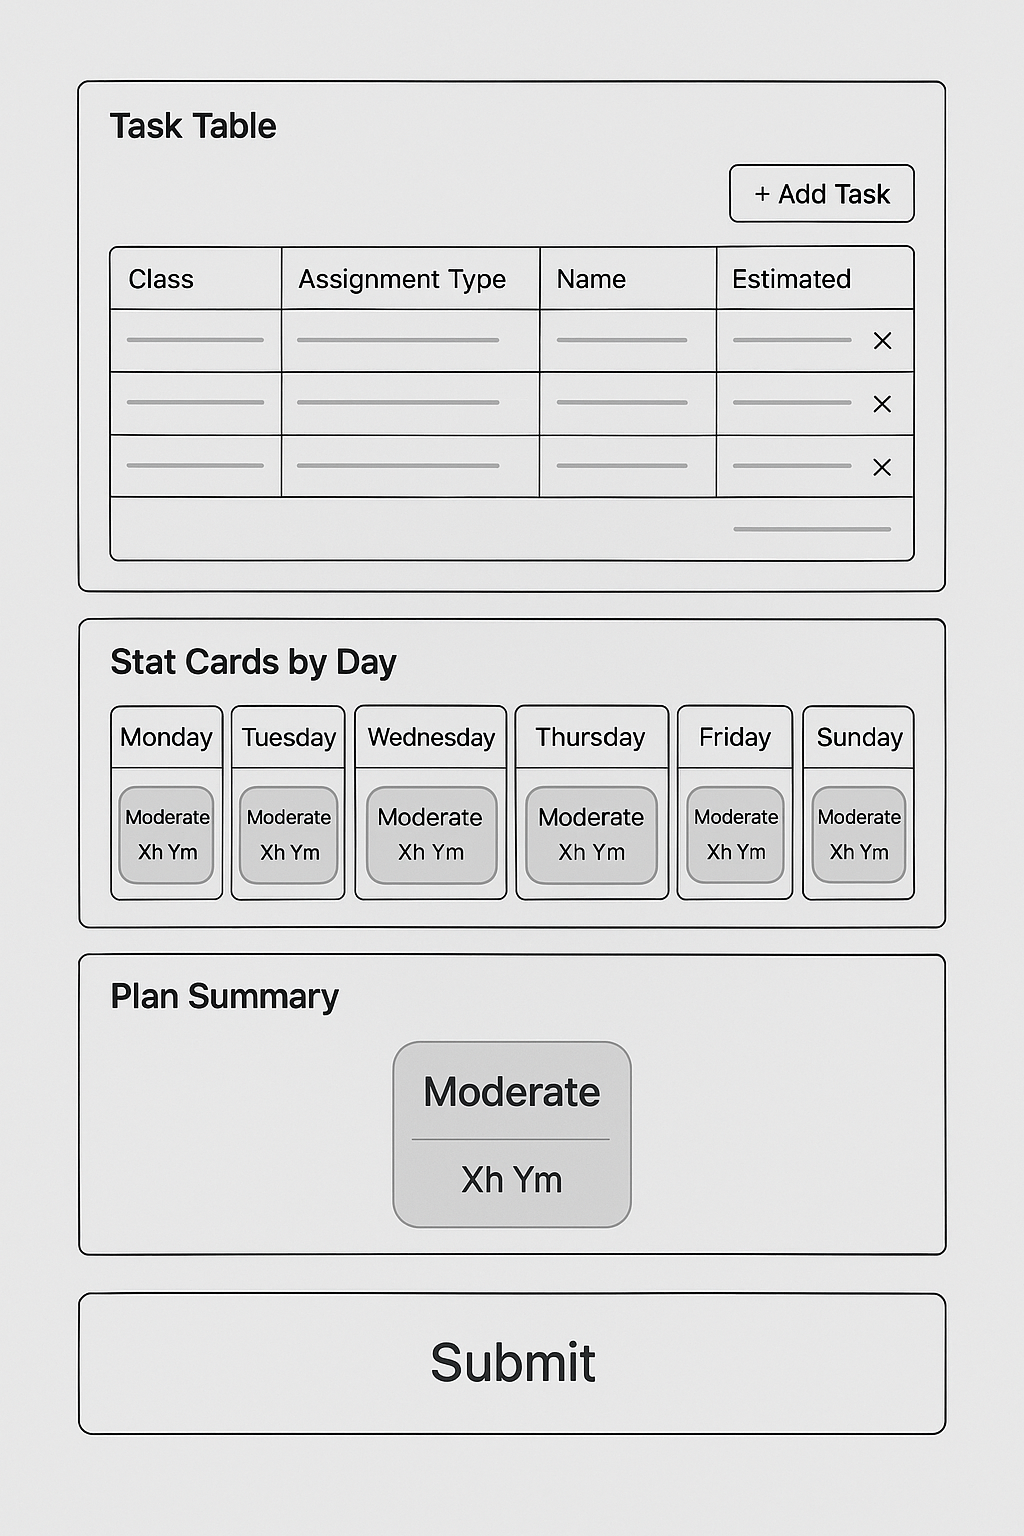 Task Table
+ Add Task
Class Assignment Type Name Estimated
×
×
×
Stat Cards by Day
Monday Tuesday Wednesday Thursday Friday Sunday
Moderate Moderate Moderate Moderate Moderate Moderate
Xh Ym Xh Ym Xh Ym Xh Ym Xh Ym Xh Ym
Plan Summary
Moderate
Xh Ym
Submit